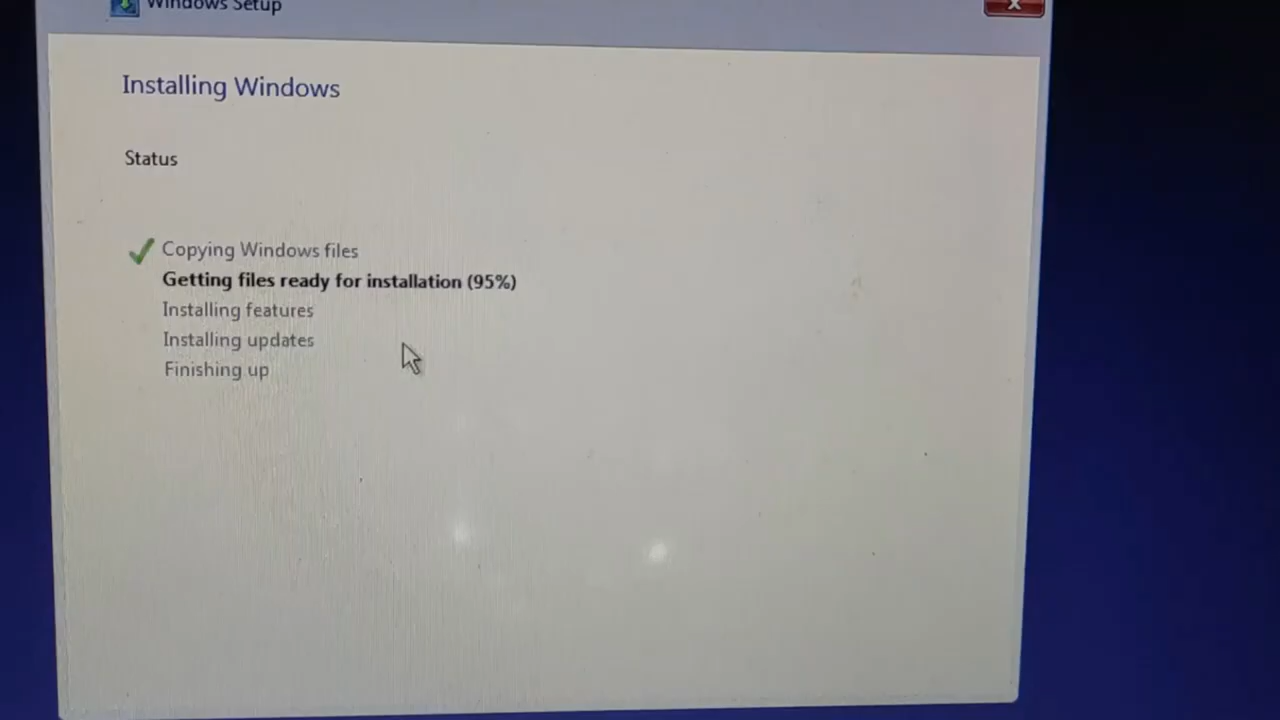 Windows Setup
Installing Windows
Status
Copying Windows files
Getting files ready for installation (95%)
Installing features
Installing updates
Finishing up